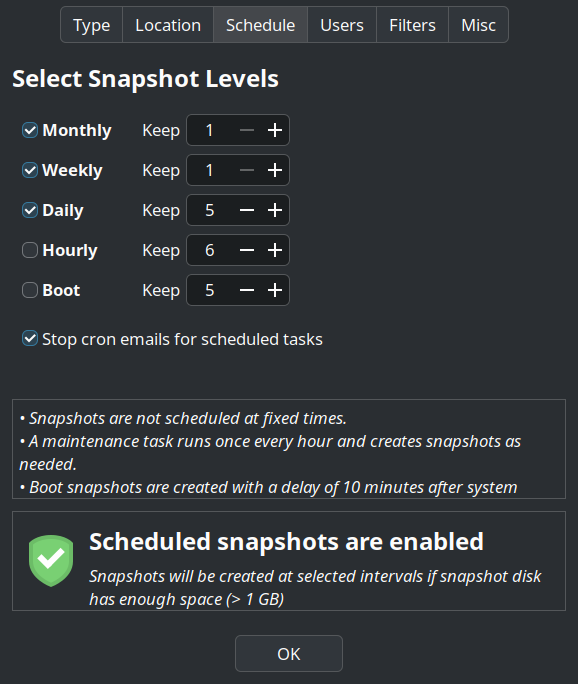 Type Location Schedule Users Filters Misc
Select Snapshot Levels
Monthly Keep 1
Weekly Keep 1
Daily Keep 5
Hourly Keep 6
Boot Keep 5
Stop cron emails for scheduled tasks
• Snapshots are not scheduled at fixed times.
• A maintenance task runs once every hour and creates snapshots as
needed.
• Boot snapshots are created with a delay of 10 minutes after system
Scheduled snapshots are enabled
Snapshots will be created at selected intervals if snapshot disk
has enough space (> 1 GB)
OK